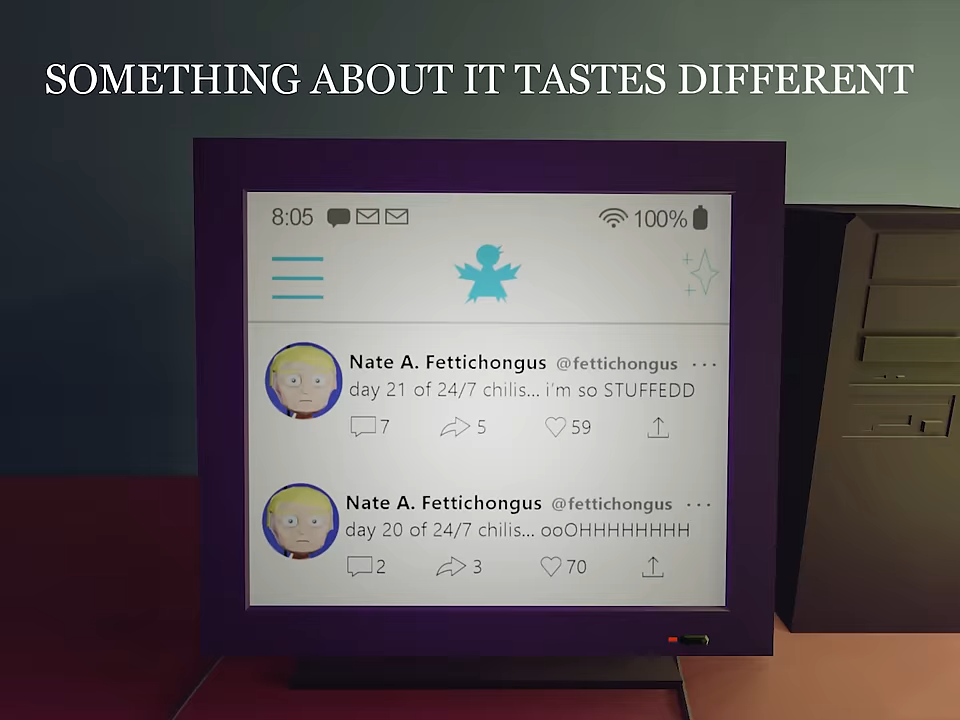 SOMETHING ABOUT IT TASTES DIFFERENT
8:05 100%
Nate A. Fettichongus @fettichongus ...
day 21 of 24/7 chilis... i'm so STUFFEDD
7 5 59
Nate A. Fettichongus @fettichongus ...
day 20 of 24/7 chilis... ooOHHHHHHHH
2 3 70